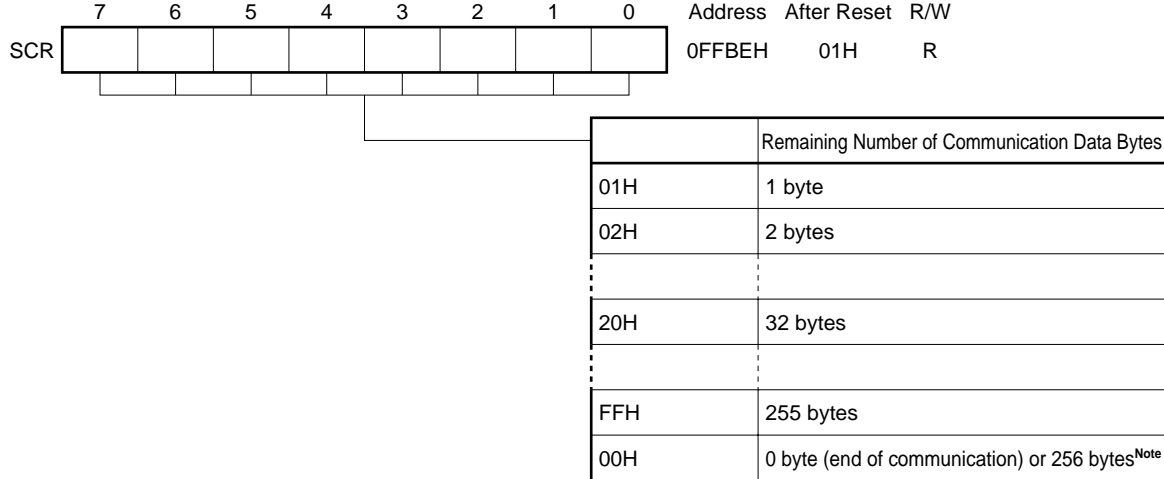 7 6 5 4 3 2 1 0 Address After Reset R/W
SCR 0FFBEH 01H R
Remaining Number of Communication Data Bytes
01H 1 byte
02H 2 bytes
20H 32 bytes
FFH 255 bytes
00H 0 byte (end of communication) or 256 bytesNote